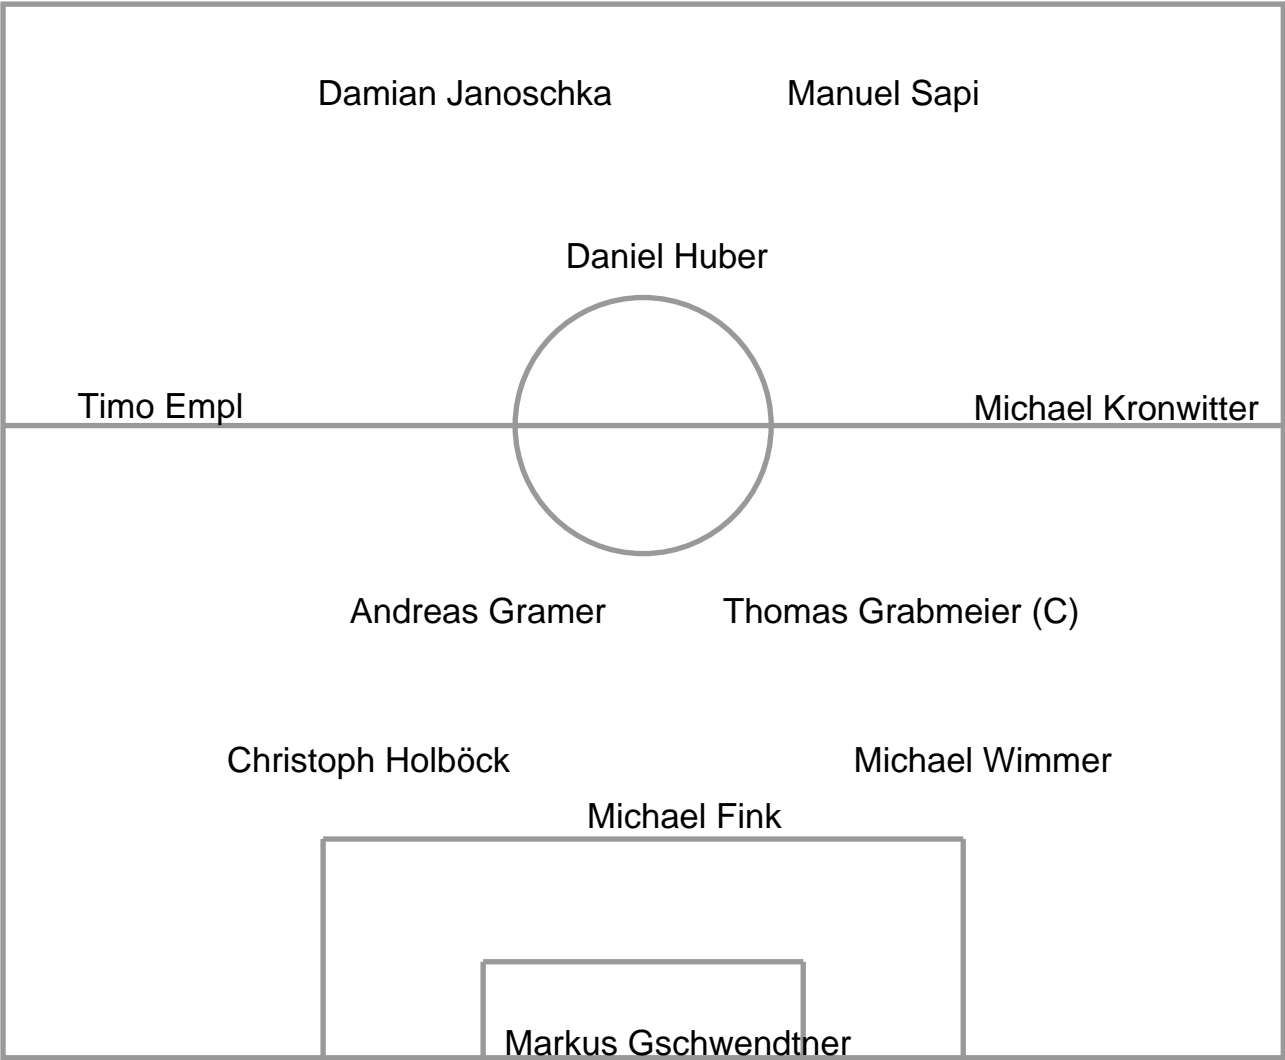 Damian Janoschka
Manuel Sapi
Daniel Huber
Timo Empl
Michael Kronwitter
Andreas Gramer
Thomas Grabmeier (C)
Christoph Holböck
Michael Wimmer
Michael Fink
Markus Gschwendtner